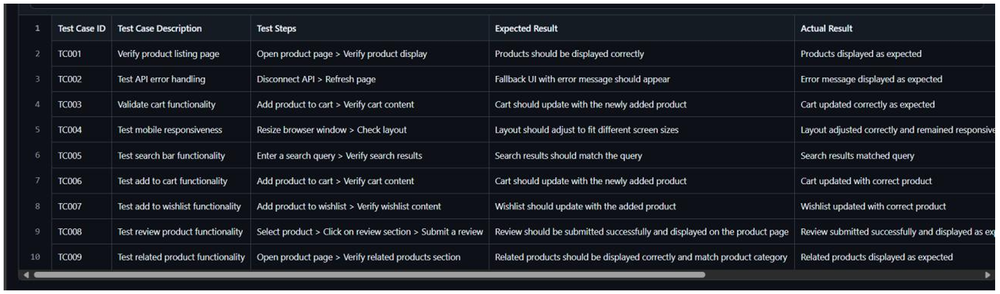 1 Test Case ID Test Case Description Test Steps Expected Result Actual Result
2 TC001 Verify product listing page Open product page > Verify product display Products should be displayed correctly Products displayed as expected
3 TC002 Test API error handling Disconnect API > Refresh page Fallback UI with error message should appear Error message displayed as expected
4 TC003 Validate cart functionality Add product to cart > Verify cart content Cart should update with the newly added product Cart updated correctly as expected
5 TC004 Test mobile responsiveness Resize browser window > Check layout Layout should adjust to fit different screen sizes Layout adjusted correctly and remained responsive
6 TC005 Test search bar functionality Enter a search query > Verify search results Search results should match the query Search results matched query
7 TC006 Test add to cart functionality Add product to cart > Verify cart content Cart should update with the newly added product Cart updated with correct product
8 TC007 Test add to wishlist functionality Add product to wishlist > Verify wishlist content Wishlist should update with the added product Wishlist updated with correct product
9 TC008 Test review product functionality Select product > Click on review section > Submit a review Review should be submitted successfully and displayed on the product page Review submitted successfully and displayed as
10 TC009 Test related product functionality Open product page > Verify related products section Related products should be displayed correctly and match product category Related products displayed as expected